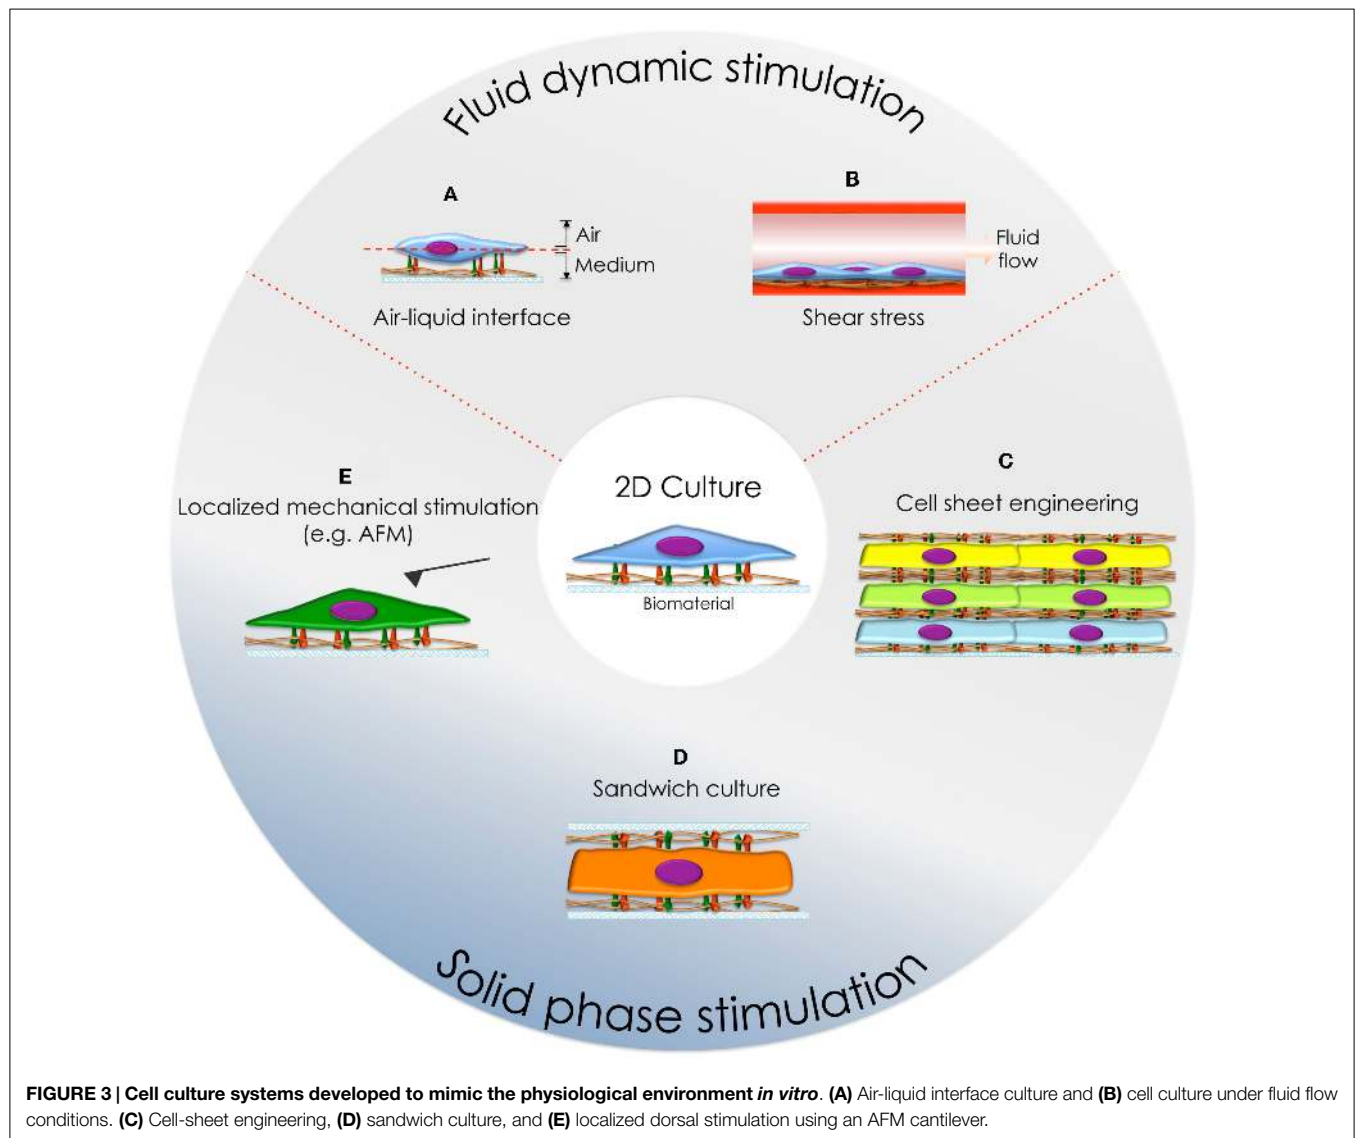 Fluid dynamic stimulation
A
Air
Medium
Air-liquid interface
B
Fluid
flow
Shear stress
E
Localized mechanical stimulation
(e.g. AFM)
2D Culture
Biomaterial
C
Cell sheet engineering
D
Sandwich culture
Solid phase stimulation
FIGURE 3 | Cell culture systems developed to mimic the physiological environment in vitro. (A) Air-liquid interface culture and (B) cell culture under fluid flow
conditions. (C) Cell-sheet engineering, (D) sandwich culture, and (E) localized dorsal stimulation using an AFM cantilever.